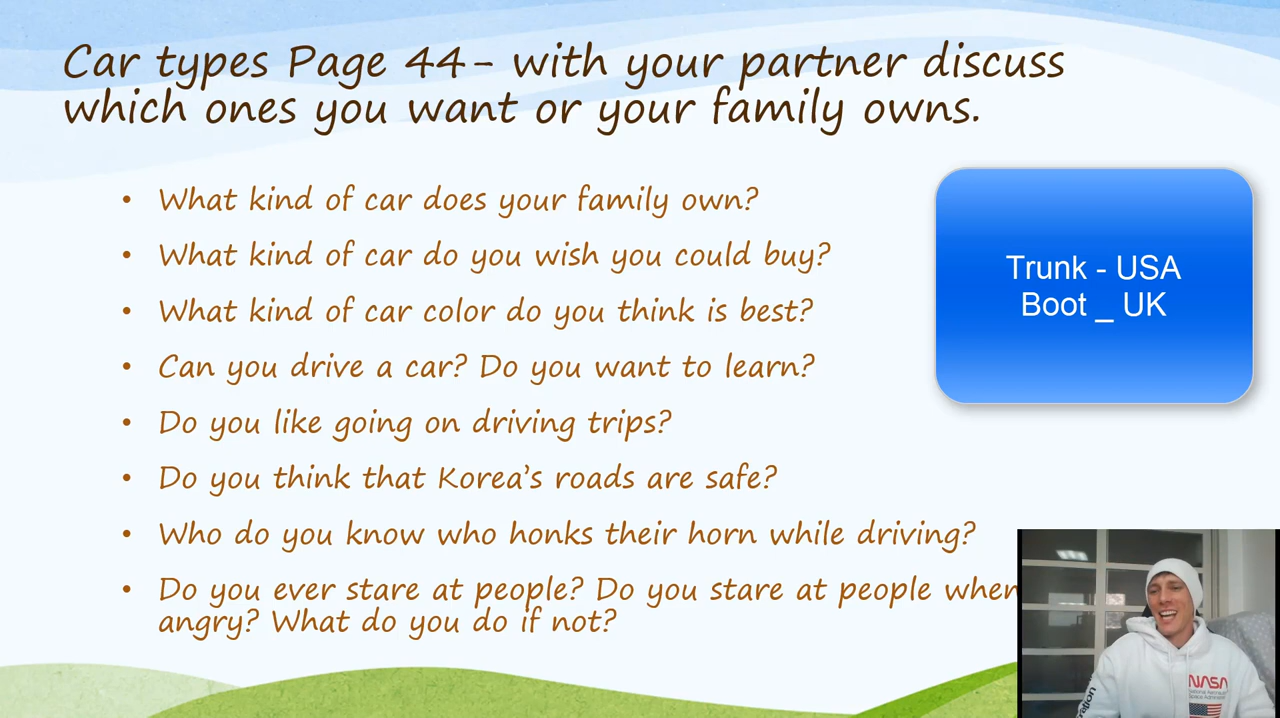 Car types Page 44- with your partner discuss
which ones you want or your family owns.
• What kind of car does your family own?
• What kind of car do you wish you could buy?
• What kind of car color do you think is best?
• Can you drive a car? Do you want to learn?
• Do you like going on driving trips?
• Do you think that Korea's roads are safe?
• Who do you know who honks their horn while driving?
• Do you ever stare at people? Do you stare at people when
angry? What do you do if not?
Trunk - USA
Boot _ UK
NASA